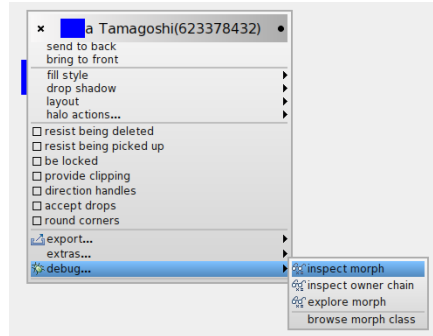 × a Tamagoshi(623378432)
send to back
bring to front
fill style
drop shadow
layout
halo actions...
resist being deleted
resist being picked up
be locked
provide clipping
direction handles
accept drops
round corners
export...
extras...
debug...
inspect morph
inspect owner chain
explore morph
browse morph class